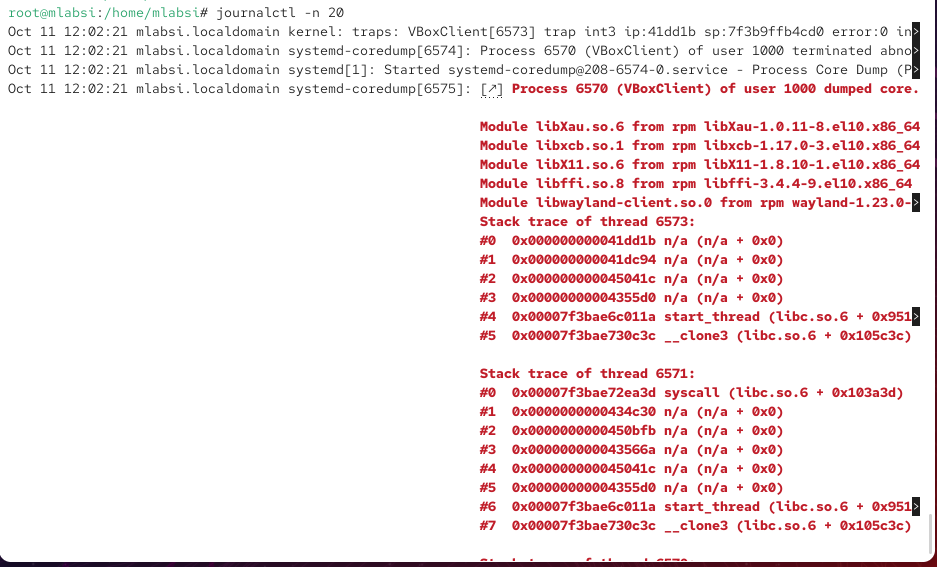 root@mlabsi:/home/mlabsi# journalctl -n 20
Oct 11 12:02:21 mlabsi.localdomain kernel: traps: VBoxClient[6573] trap int3 ip:41dd1b sp:7f3b9ffb4cd0 error:0 in>
Oct 11 12:02:21 mlabsi.localdomain systemd-coredump[6574]: Process 6570 (VBoxClient) of user 1000 terminated abno>
Oct 11 12:02:21 mlabsi.localdomain systemd[1]: Started systemd-coredump@208-6574-0.service - Process Core Dump (P>
Oct 11 12:02:21 mlabsi.localdomain systemd-coredump[6575]: [↗] Process 6570 (VBoxClient) of user 1000 dumped core.
Module libXau.so.6 from rpm libXau-1.0.11-8.el10.x86_64
Module libxcb.so.1 from rpm libxcb-1.17.0-3.el10.x86_64
Module libX11.so.6 from rpm libX11-1.8.10-1.el10.x86_64
Module libffi.so.8 from rpm libffi-3.4.4-9.el10.x86_64
Module libwayland-client.so.0 from rpm wayland-1.23.0->
Stack trace of thread 6573:
#0  0x000000000041dd1b n/a (n/a + 0x0)
#1  0x000000000041dc94 n/a (n/a + 0x0)
#2  0x000000000045041c n/a (n/a + 0x0)
#3  0x00000000004355d0 n/a (n/a + 0x0)
#4  0x00007f3bae6c011a start_thread (libc.so.6 + 0x951>
#5  0x00007f3bae730c3c __clone3 (libc.so.6 + 0x105c3c)
Stack trace of thread 6571:
#0  0x00007f3bae72ea3d syscall (libc.so.6 + 0x103a3d)
#1  0x0000000000434c30 n/a (n/a + 0x0)
#2  0x0000000000450bfb n/a (n/a + 0x0)
#3  0x000000000043566a n/a (n/a + 0x0)
#4  0x000000000045041c n/a (n/a + 0x0)
#5  0x00000000004355d0 n/a (n/a + 0x0)
#6  0x00007f3bae6c011a start_thread (libc.so.6 + 0x951>
#7  0x00007f3bae730c3c __clone3 (libc.so.6 + 0x105c3c)